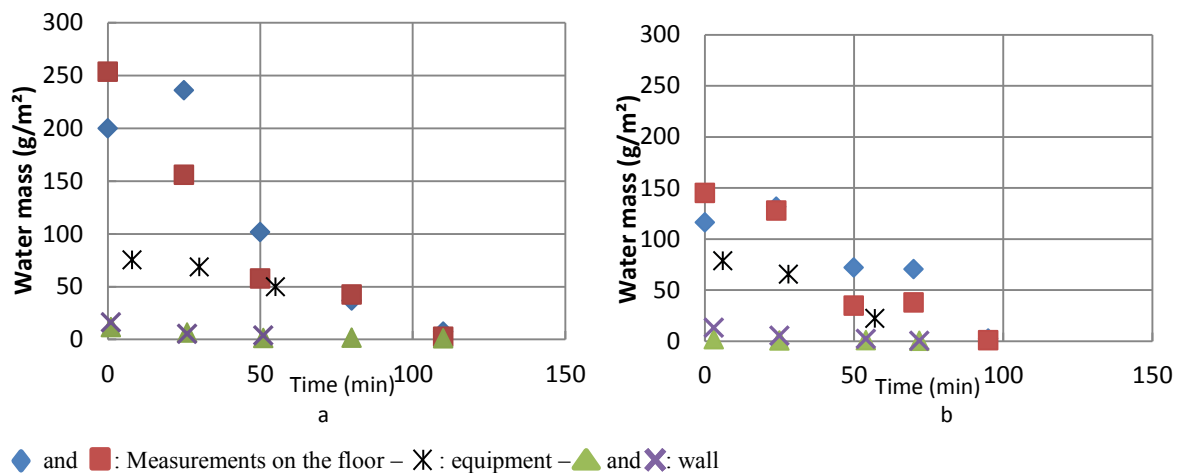 300
250
200
150
100
50
0
Water mass (g/m²)
0 50 100 150
Time (min)
a
300
250
200
150
100
50
0
Water mass (g/m²)
0 50 100 150
Time (min)
b
and : Measurements on the floor – : equipment – and : wall